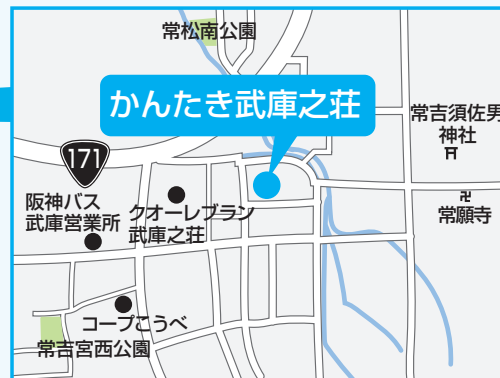 常松南公園
かんたき武庫之荘
常吉須佐男
神社
171
阪神バス
武庫営業所
クオーレブラン
武庫之荘
常願寺
コープこうべ
常吉宮西公園